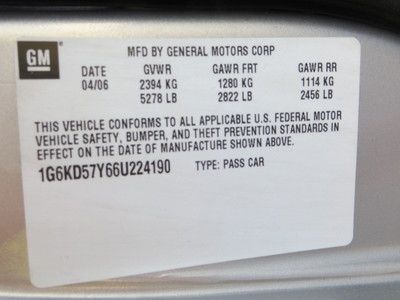 GM
MFD BY GENERAL MOTORS CORP
DATE GVWR GAWR FRT GAWR RR
04/06 2394 KG 1280 KG 1114 KG
5278 LB 2822 LB 2456 LB
THIS VEHICLE CONFORMS TO ALL APPLICABLE U.S. FEDERAL MOTOR
VEHICLE SAFETY, BUMPER, AND THEFT PREVENTION STANDARDS IN
EFFECT ON THE DATE OF MANUFACTURE SHOWN ABOVE.
1G6KD57Y66U224190 TYPE: PASS CAR